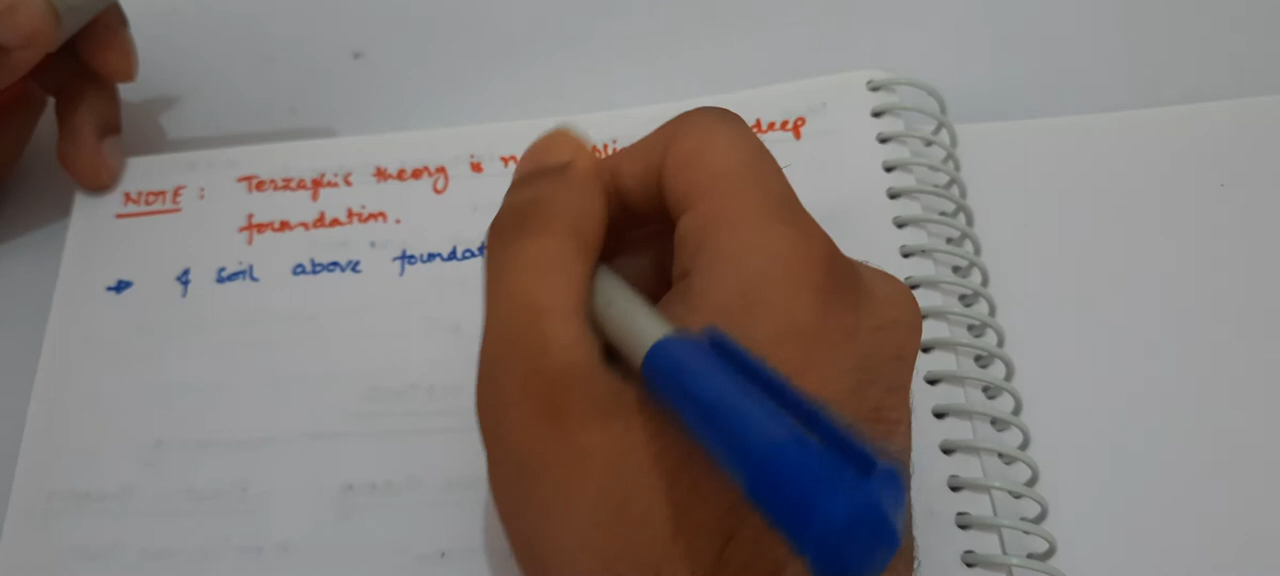 NOTE : Terzaghi's theory is deep
foundation.
→ If soil above foundat